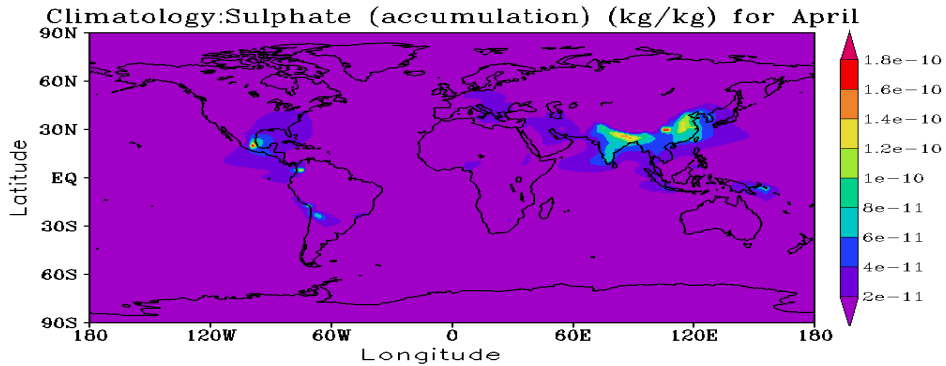 Climatology:Sulphate (accumulation) (kg/kg) for April
90N
60N
30N
EQ
30S
60S
90S
Latitude
180 120W 60W 0 60E 120E 180
Longitude
1.8e-10
1.6e-10
1.4e-10
1.2e-10
1e-10
8e-11
6e-11
4e-11
2e-11